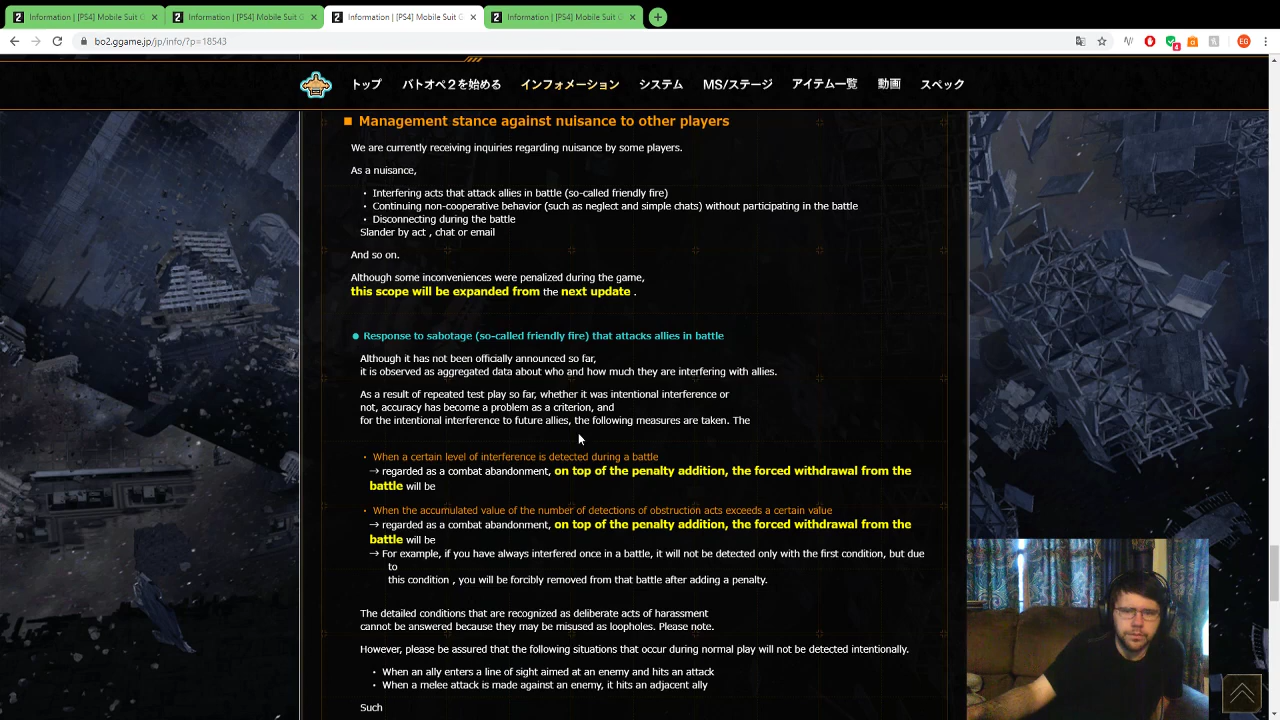 Information | [PS4] Mobile Suit G
Information | [PS4] Mobile Suit G
Information | [PS4] Mobile Suit G
Information | [PS4] Mobile Suit G
bo2.ggame.jp/jp/info/?p=18543
トップ バトオペ２を始める インフォメーション システム MS/ステージ アイテム一覧 動画 スペック
■ Management stance against nuisance to other players
We are currently receiving inquiries regarding nuisance by some players.
As a nuisance,
・ Interfering acts that attack allies in battle (so-called friendly fire)
・ Continuing non-cooperative behavior (such as neglect and simple chats) without participating in the battle
・ Disconnecting during the battle
Slander by act , chat or email
And so on.
Although some inconveniences were penalized during the game,
this scope will be expanded from the next update .
● Response to sabotage (so-called friendly fire) that attacks allies in battle
Although it has not been officially announced so far,
it is observed as aggregated data about who and how much they are interfering with allies.
As a result of repeated test play so far, whether it was intentional interference or
not, accuracy has become a problem as a criterion, and
for the intentional interference to future allies, the following measures are taken. The
・ When a certain level of interference is detected during a battle
→ regarded as a combat abandonment, on top of the penalty addition, the forced withdrawal from the
battle will be
・ When the accumulated value of the number of detections of obstruction acts exceeds a certain value
→ regarded as a combat abandonment, on top of the penalty addition, the forced withdrawal from the
battle will be
→ For example, if you have always interfered once in a battle, it will not be detected only with the first condition, but due
to
this condition , you will be forcibly removed from that battle after adding a penalty.
The detailed conditions that are recognized as deliberate acts of harassment
cannot be answered because they may be misused as loopholes. Please note.
However, please be assured that the following situations that occur during normal play will not be detected intentionally.
・ When an ally enters a line of sight aimed at an enemy and hits an attack
・ When a melee attack is made against an enemy, it hits an adjacent ally
Such